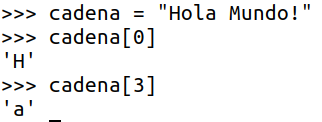 >>> cadena = "Hola Mundo!"
>>> cadena[0]
'H'
>>> cadena[3]
'a' _